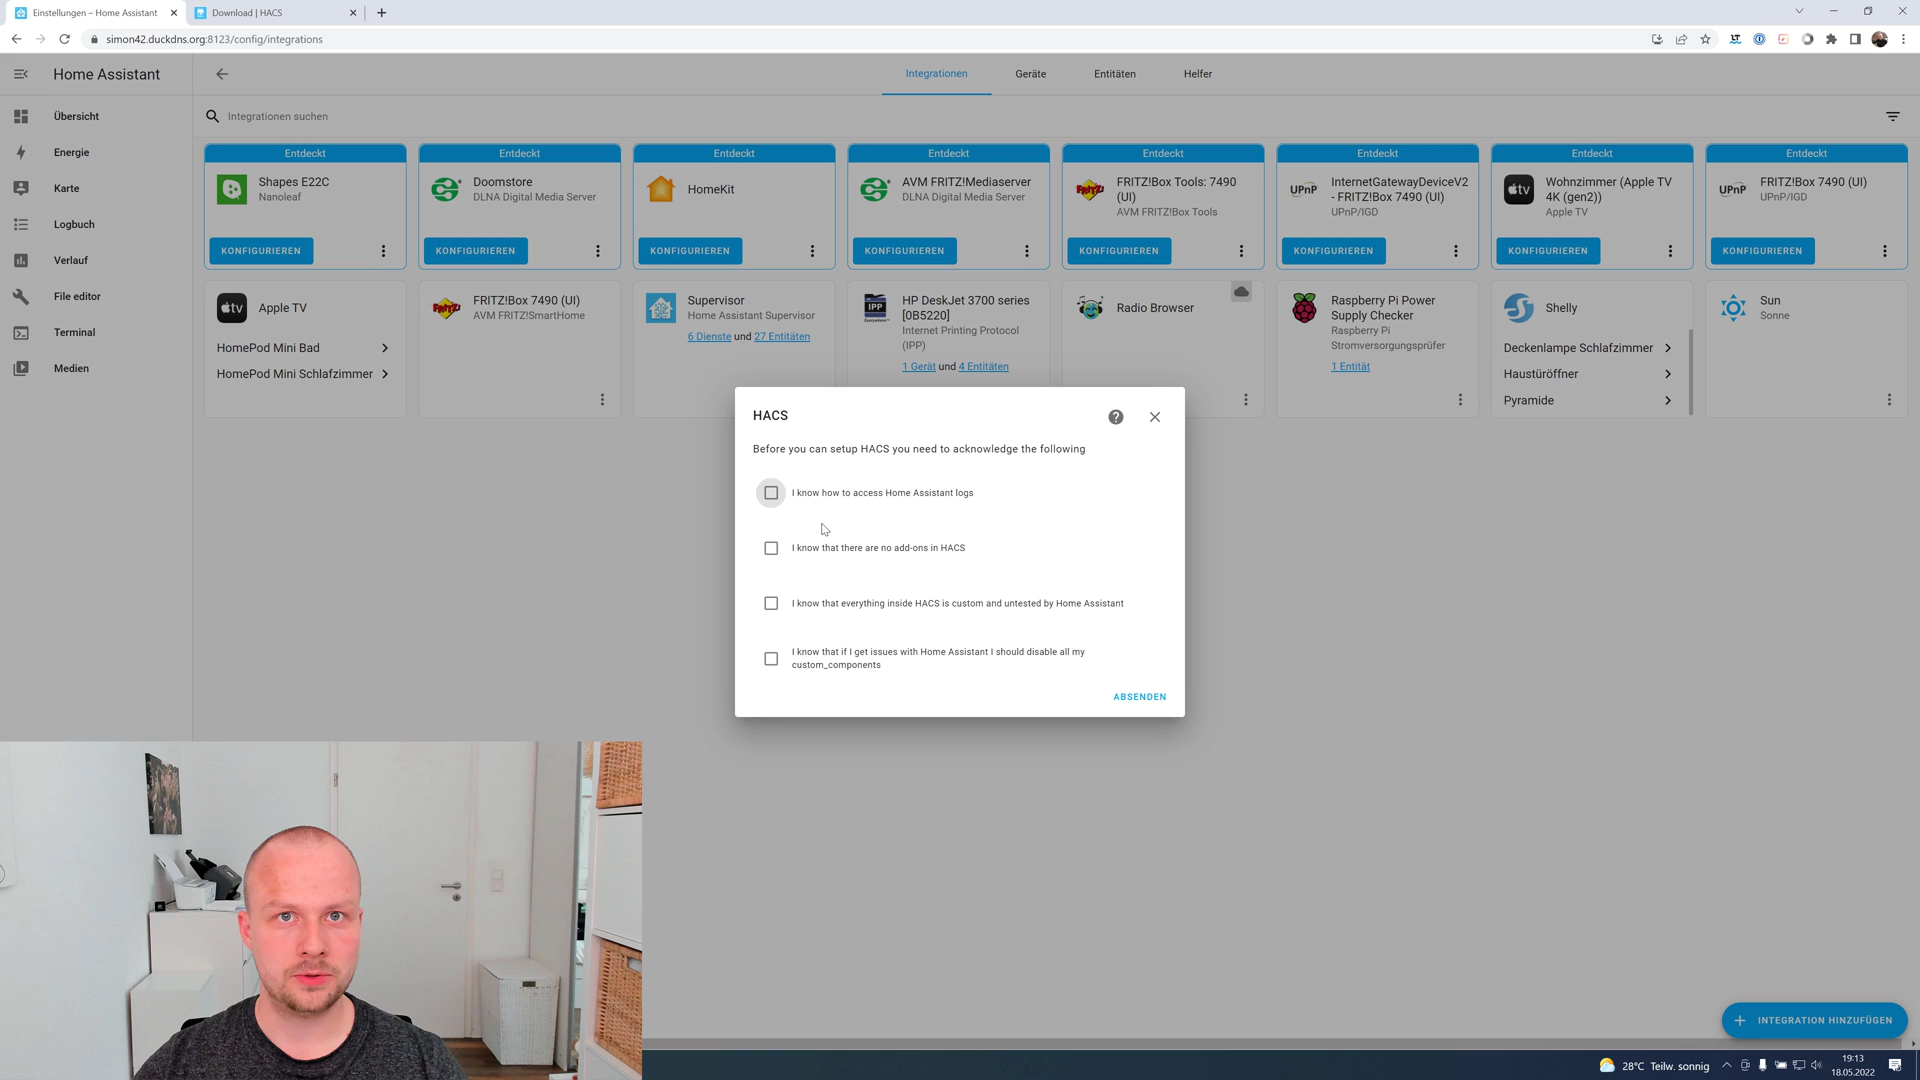 Einstellungen – Home Assistant
Download | HACS
simon42.duckdns.org:8123/config/integrations
Home Assistant
Integrationen
Geräte
Entitäten
Helfer
Integrationen suchen
Übersicht
Energie
Karte
Logbuch
Verlauf
File editor
Terminal
Medien
Entdeckt
Shapes E22C
Nanoleaf
KONFIGURIEREN
Entdeckt
Doomstore
DLNA Digital Media Server
KONFIGURIEREN
Entdeckt
HomeKit
KONFIGURIEREN
Entdeckt
AVM FRITZ!Mediaserver
DLNA Digital Media Server
KONFIGURIEREN
Entdeckt
FRITZ!Box Tools: 7490
(UI)
AVM FRITZ!Box Tools
KONFIGURIEREN
Entdeckt
UPnP
InternetGatewayDeviceV2
- FRITZ!Box 7490 (UI)
UPnP/IGD
KONFIGURIEREN
Entdeckt
tv
Wohnzimmer (Apple TV
4K (gen2))
Apple TV
KONFIGURIEREN
Entdeckt
UPnP
FRITZ!Box 7490 (UI)
UPnP/IGD
KONFIGURIEREN
tv
Apple TV
HomePod Mini Bad
HomePod Mini Schlafzimmer
FRITZ!Box 7490 (UI)
AVM FRITZ!SmartHome
Supervisor
Home Assistant Supervisor
6 Dienste und 27 Entitäten
IPP
HP DeskJet 3700 series
[0B5220]
Internet Printing Protocol
(IPP)
1 Gerät und 4 Entitäten
Radio Browser
Raspberry Pi Power
Supply Checker
Raspberry Pi
Stromversorgungsprüfer
1 Entität
Shelly
Deckenlampe Schlafzimmer
Haustüröffner
Pyramide
Sun
Sonne
HACS
Before you can setup HACS you need to acknowledge the following
I know how to access Home Assistant logs
I know that there are no add-ons in HACS
I know that everything inside HACS is custom and untested by Home Assistant
I know that if I get issues with Home Assistant I should disable all my
custom_components
ABSENDEN
INTEGRATION HINZUFÜGEN
28°C Teilw. sonnig
19:13
18.05.2022